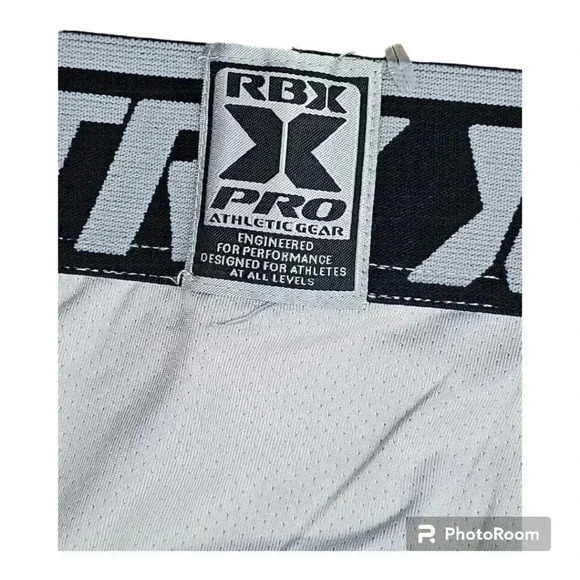 RBX
X
PRO
ATHLETIC GEAR
ENGINEERED
FOR PERFORMANCE
DESIGNED FOR ATHLETES
AT ALL LEVELS
PhotoRoom